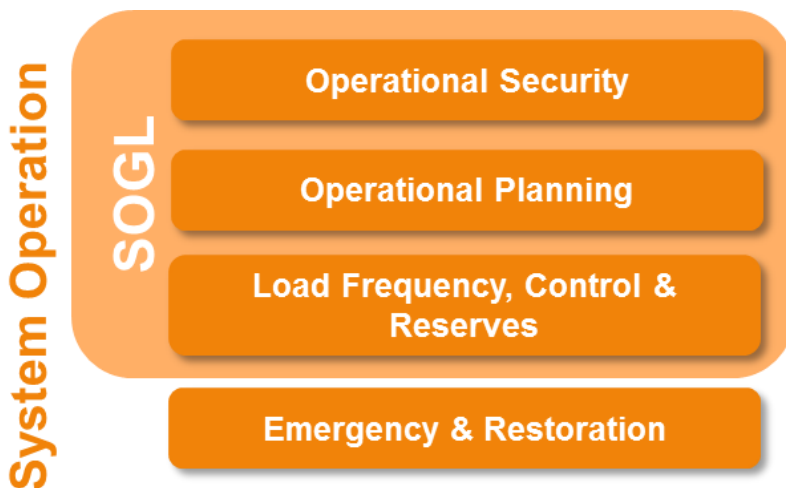 System Operation
SOGL
Operational Security
Operational Planning
Load Frequency, Control &
Reserves
Emergency & Restoration